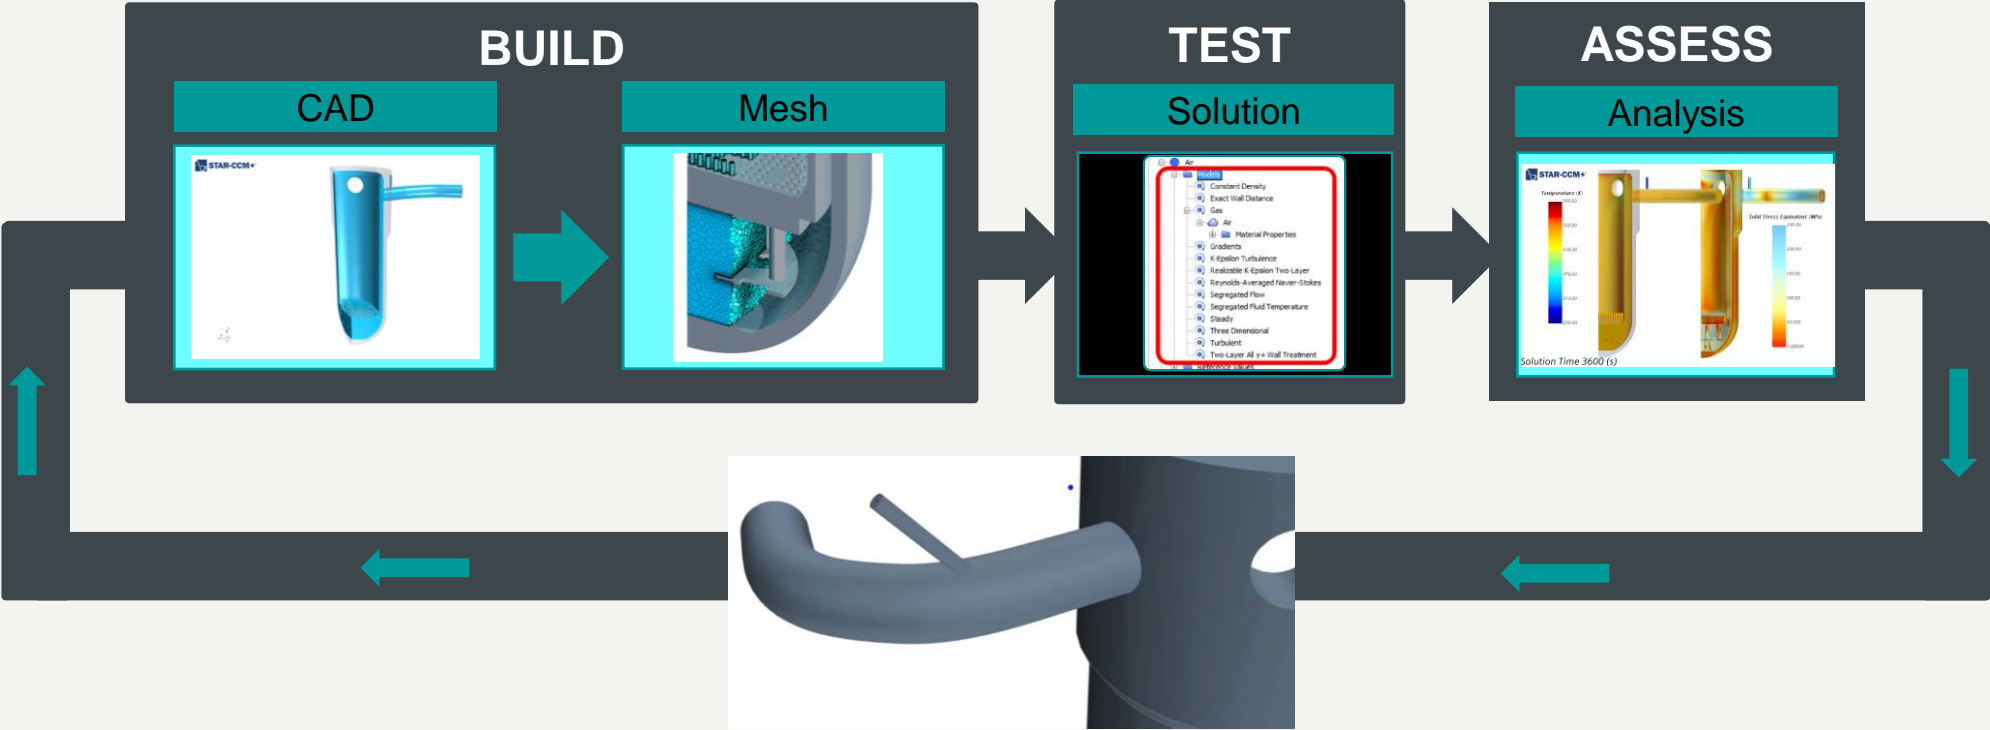 BUILD
CAD
Mesh
STAR-CCM+
TEST
Solution
Air
Models
Constant Density
Exact Wall Distance
Gas
Air
Material Properties
Gradients
K-Epsilon Turbulence
Realizable K-Epsilon Two-Layer
Reynolds-Averaged Navier-Stokes
Segregated Flow
Segregated Fluid Temperature
Steady
Three Dimensional
Turbulent
Two-Layer All y+ Wall Treatment
Reference Values
ASSESS
Analysis
STAR-CCM+
Temperature (K)
Solid Stress Equivalent (MPa)
Solution Time 3600 (s)